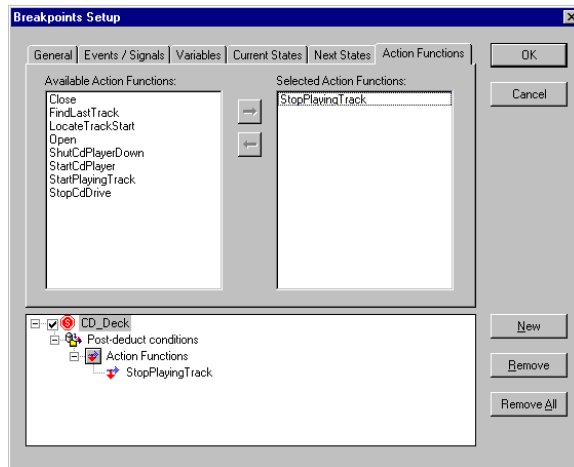 Breakpoints Setup
General Events / Signals Variables Current States Next States Action Functions
OK
Cancel
Available Action Functions:
Selected Action Functions:
Close
FindLastTrack
LocateTrackStart
Open
ShutCdPlayerDown
StartCdPlayer
StartPlayingTrack
StopCdDrive
StopPlayingTrack
CD_Deck
Post-deduct conditions
Action Functions
StopPlayingTrack
New
Remove
Remove All